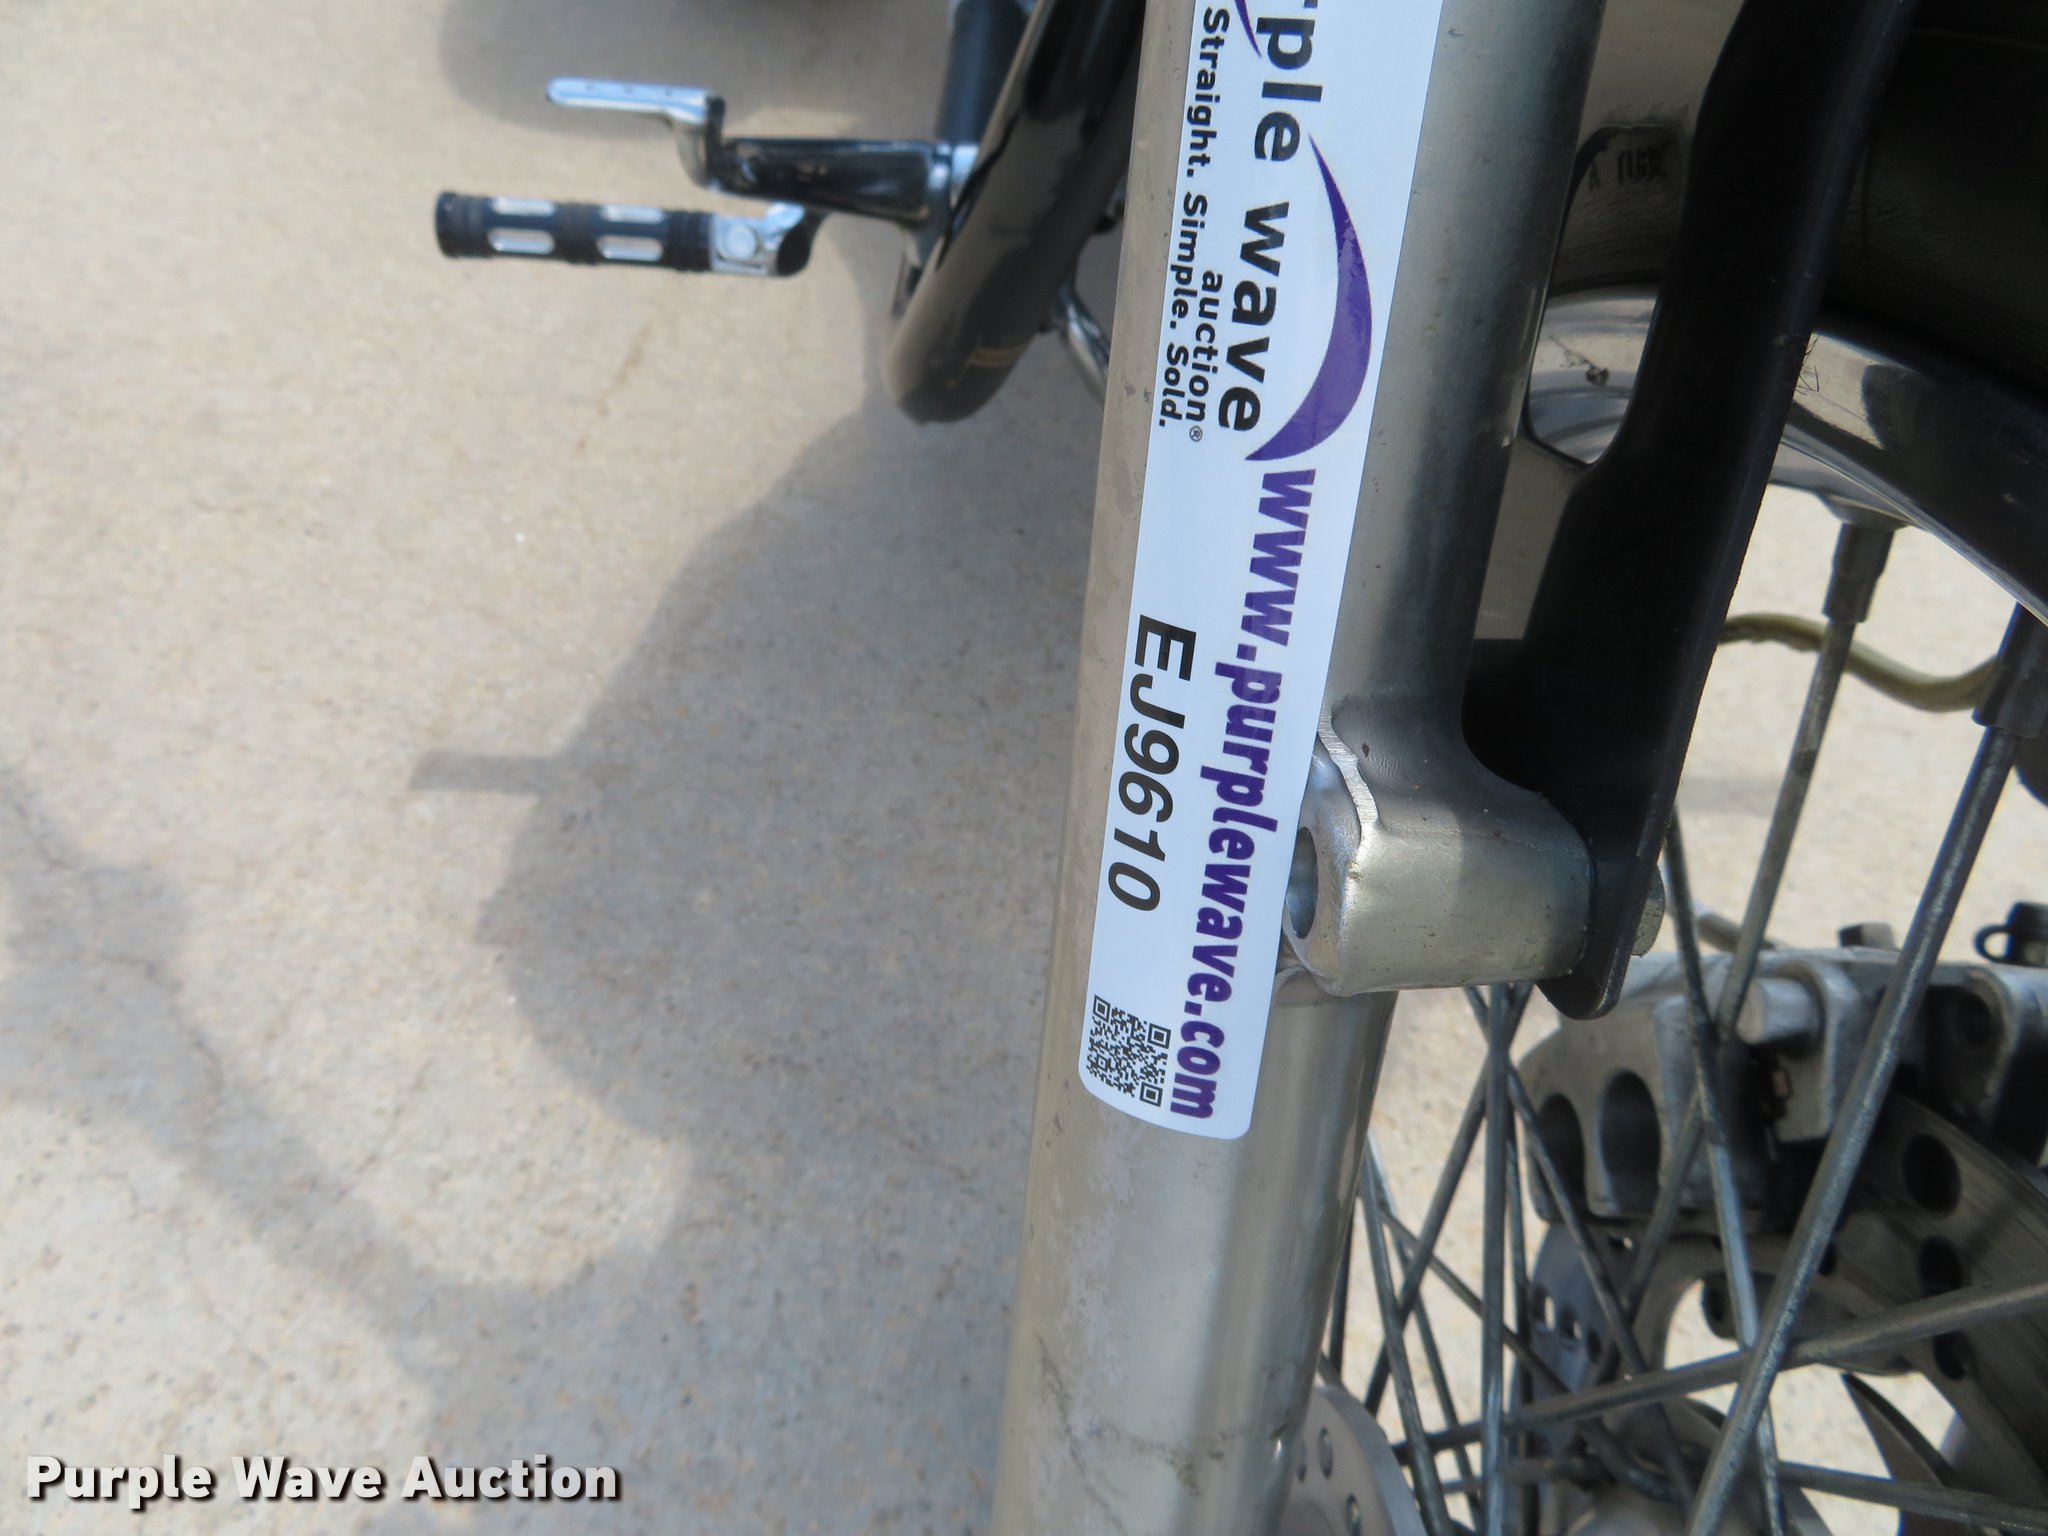 rple wave
auction®
Straight. Simple. Sold.
www.purplewave.com
EJ9610
Purple Wave Auction